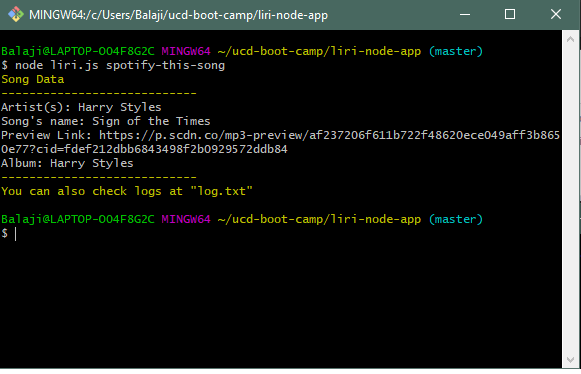 MINGW64:/c/Users/Balaji/ucd-boot-camp/liri-node-app
Balaji@LAPTOP-OO4F8G2C MINGW64 ~/ucd-boot-camp/liri-node-app (master)
$ node liri.js spotify-this-song
Song Data
----------------------------
Artist(s): Harry Styles
Song's name: Sign of the Times
Preview Link: https://p.scdn.co/mp3-preview/af237206f611b722f48620ece049aff3b865
0e77?cid=fdef212dbb6843498f2b0929572ddb84
Album: Harry Styles
----------------------------
You can also check logs at "log.txt"
Balaji@LAPTOP-OO4F8G2C MINGW64 ~/ucd-boot-camp/liri-node-app (master)
$